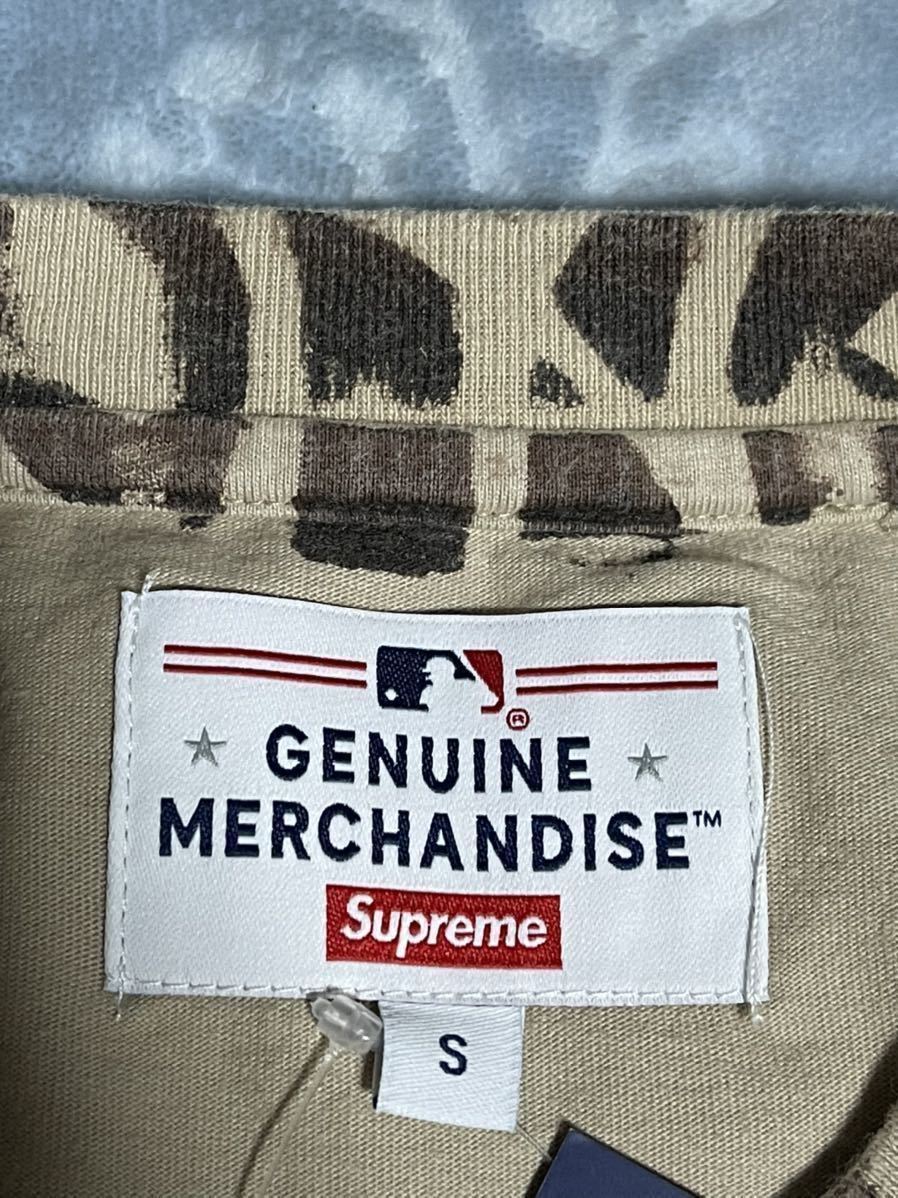 ®
GENUINE
MERCHANDISE™
Supreme
S